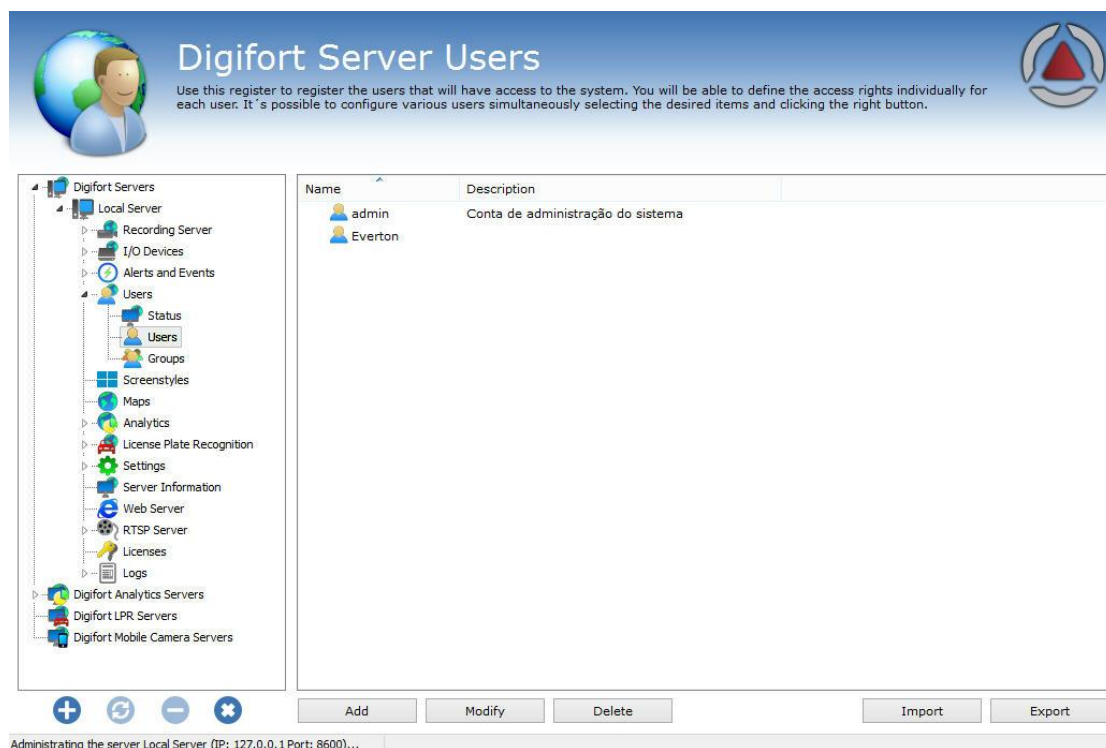 Digifort Server Users
Use this register to register the users that will have access to the system. You will be able to define the access rights individually for
each user. It´s possible to configure various users simultaneously selecting the desired items and clicking the right button.
Digifort Servers
Local Server
Recording Server
I/O Devices
Alerts and Events
Users
Status
Users
Groups
Screenstyles
Maps
Analytics
License Plate Recognition
Settings
Server Information
Web Server
RTSP Server
Licenses
Logs
Digifort Analytics Servers
Digifort LPR Servers
Digifort Mobile Camera Servers
Name Description
admin Conta de administração do sistema
Everton
Add Modify Delete Import Export
Administrating the server Local Server (IP: 127.0.0.1 Port: 8600)...